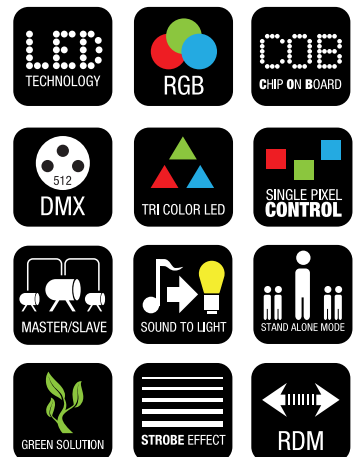 LED
TECHNOLOGY
RGB
COB
CHIP ON BOARD
512
DMX
TRI COLOR LED
SINGLE PIXEL
CONTROL
MASTER/SLAVE
SOUND TO LIGHT
STAND ALONE MODE
GREEN SOLUTION
STROBE EFFECT
RDM